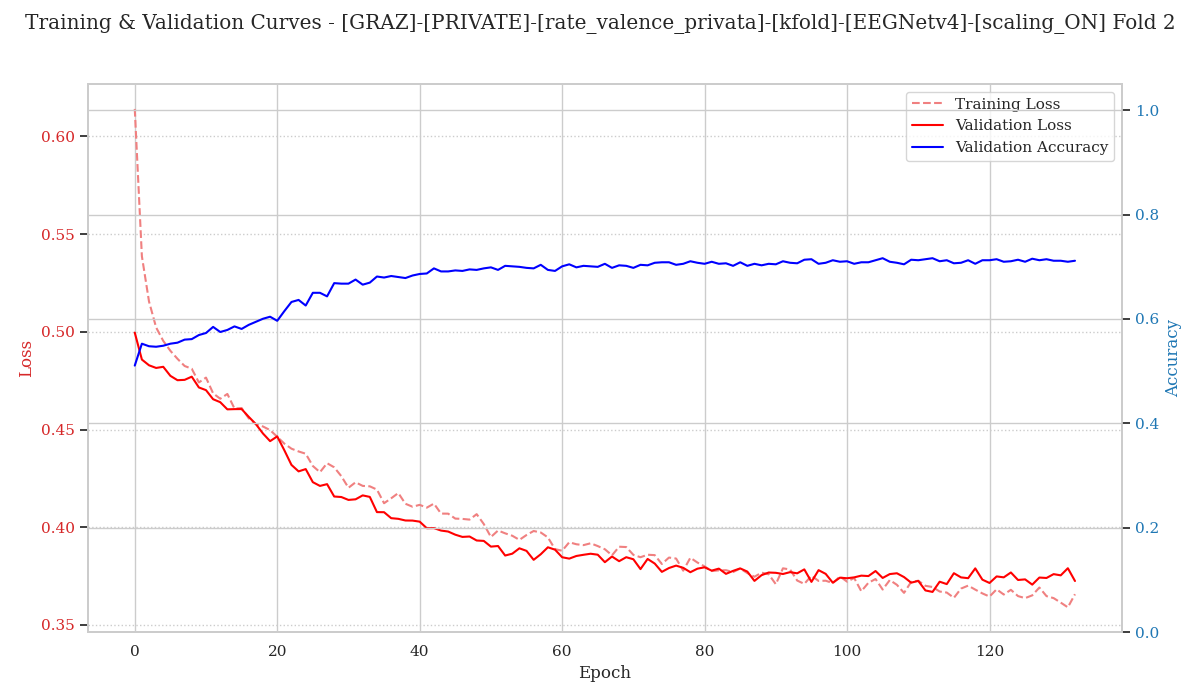 Training & Validation Curves - [GRAZ]-[PRIVATE]-[rate_valence_privata]-[kfold]-[EEGNetv4]-[scaling_ON] Fold 2
Training Loss
Validation Loss
Validation Accuracy
0.60
0.55
0.50
0.45
0.40
0.35
Loss
1.0
0.8
0.6
0.4
0.2
0.0
Accuracy
0 20 40 60 80 100 120
Epoch